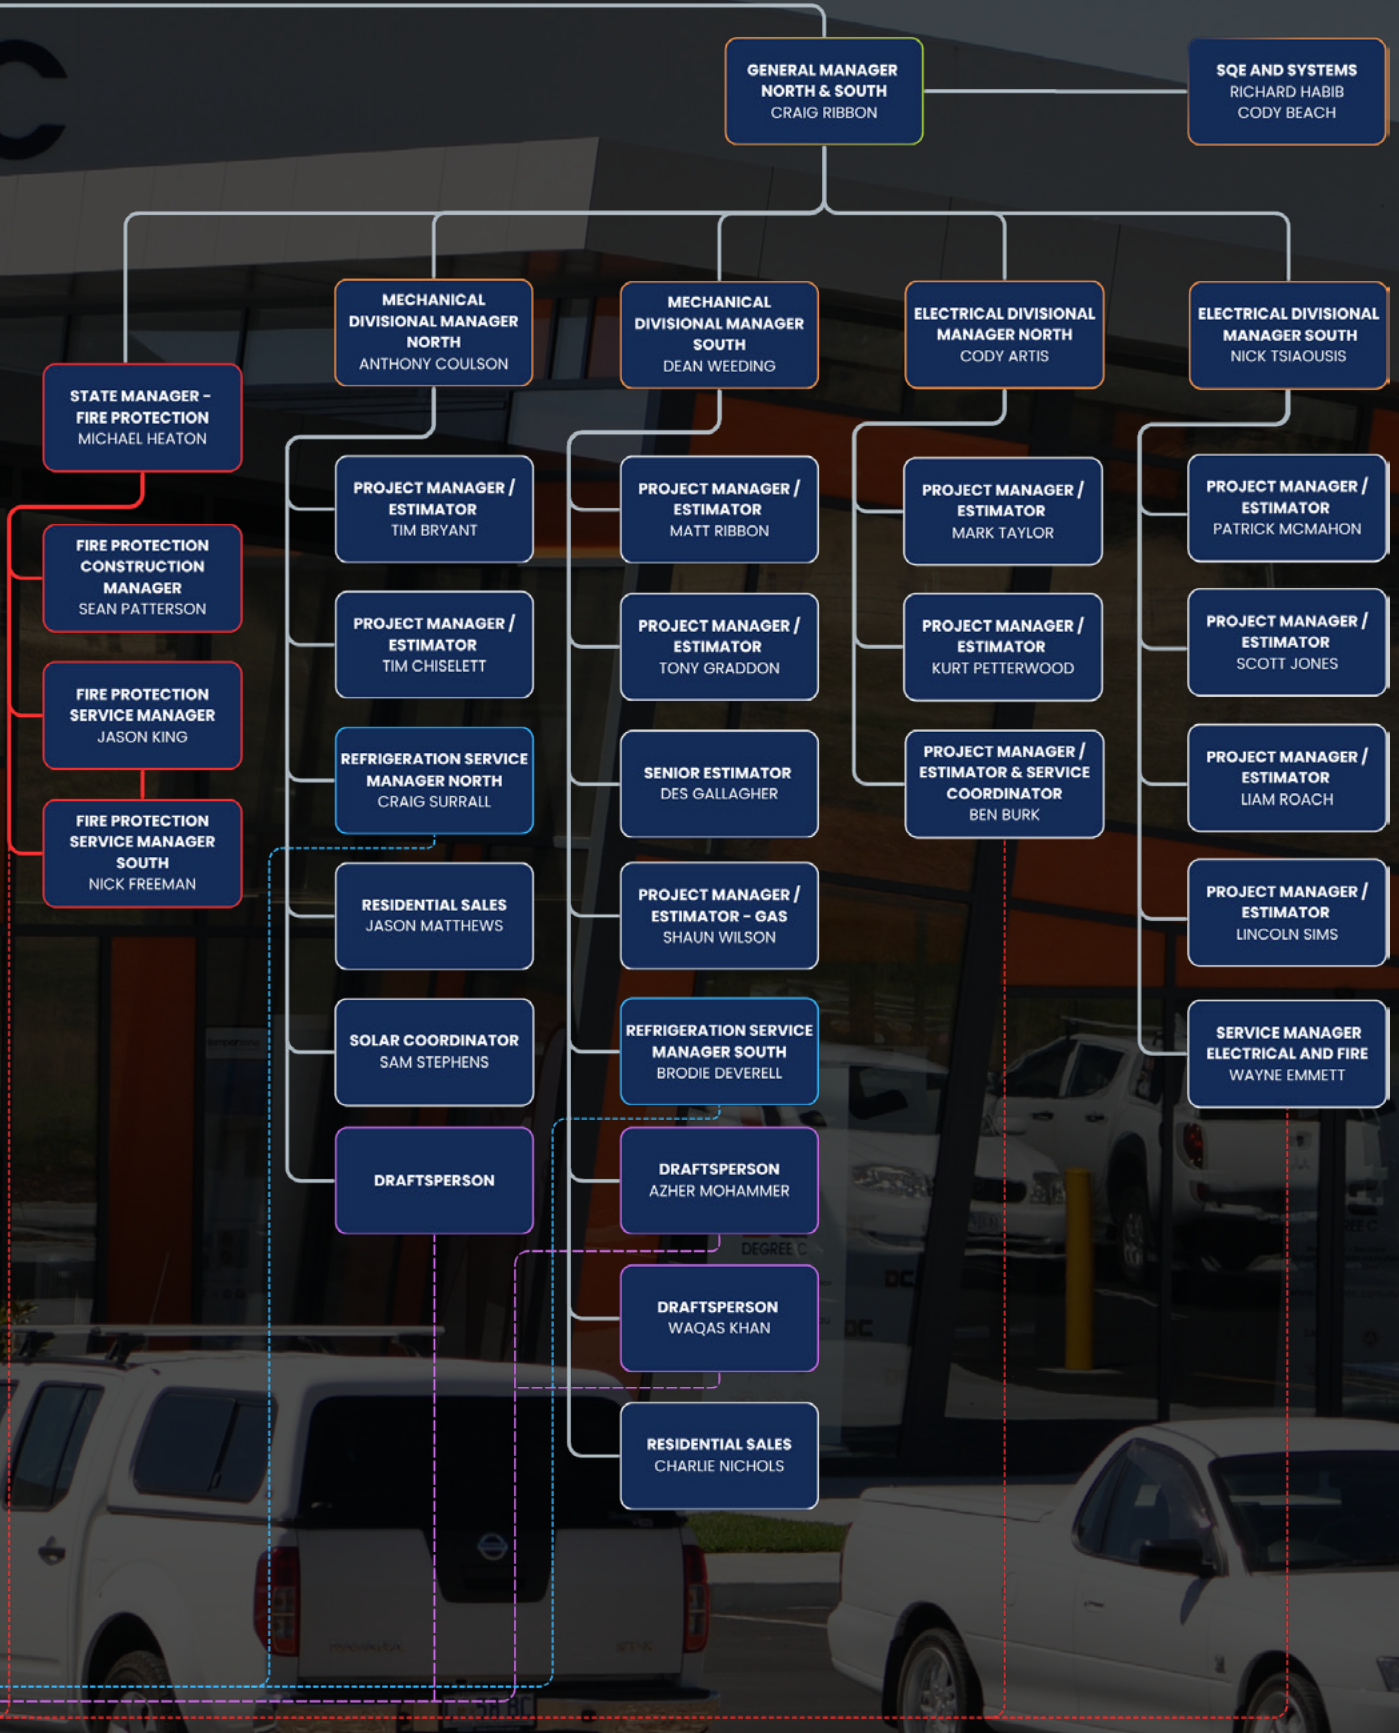 GENERAL MANAGER
NORTH & SOUTH
CRAIG RIBBON
SQE AND SYSTEMS
RICHARD HABIB
CODY BEACH
STATE MANAGER -
FIRE PROTECTION
MICHAEL HEATON
FIRE PROTECTION
CONSTRUCTION
MANAGER
SEAN PATTERSON
FIRE PROTECTION
SERVICE MANAGER
JASON KING
FIRE PROTECTION
SERVICE MANAGER
SOUTH
NICK FREEMAN
MECHANICAL
DIVISIONAL MANAGER
NORTH
ANTHONY COULSON
PROJECT MANAGER /
ESTIMATOR
TIM BRYANT
PROJECT MANAGER /
ESTIMATOR
TIM CHISELETT
REFRIGERATION SERVICE
MANAGER NORTH
CRAIG SURRALL
RESIDENTIAL SALES
JASON MATTHEWS
SOLAR COORDINATOR
SAM STEPHENS
DRAFTSPERSON
MECHANICAL
DIVISIONAL MANAGER
SOUTH
DEAN WEEDING
PROJECT MANAGER /
ESTIMATOR
MATT RIBBON
PROJECT MANAGER /
ESTIMATOR
TONY GRADDON
SENIOR ESTIMATOR
DES GALLAGHER
PROJECT MANAGER /
ESTIMATOR - GAS
SHAUN WILSON
REFRIGERATION SERVICE
MANAGER SOUTH
BRODIE DEVERELL
DRAFTSPERSON
AZHER MOHAMMER
DRAFTSPERSON
WAQAS KHAN
RESIDENTIAL SALES
CHARLIE NICHOLS
ELECTRICAL DIVISIONAL
MANAGER NORTH
CODY ARTIS
PROJECT MANAGER /
ESTIMATOR
MARK TAYLOR
PROJECT MANAGER /
ESTIMATOR
KURT PETTERWOOD
PROJECT MANAGER /
ESTIMATOR & SERVICE
COORDINATOR
BEN BURK
ELECTRICAL DIVISIONAL
MANAGER SOUTH
NICK TSIAOUSIS
PROJECT MANAGER /
ESTIMATOR
PATRICK MCMAHON
PROJECT MANAGER /
ESTIMATOR
SCOTT JONES
PROJECT MANAGER /
ESTIMATOR
LIAM ROACH
PROJECT MANAGER /
ESTIMATOR
LINCOLN SIMS
SERVICE MANAGER
ELECTRICAL AND FIRE
WAYNE EMMETT
C
DEGREE C
DC